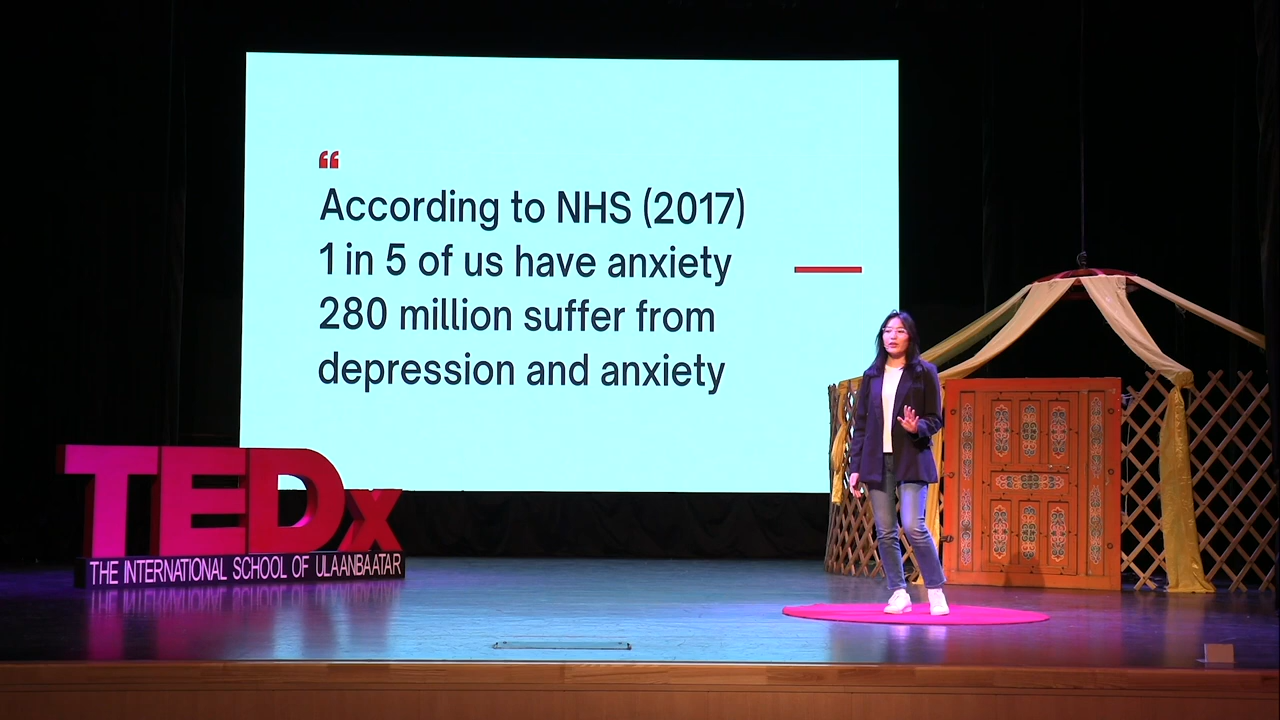 “
According to NHS (2017)
1 in 5 of us have anxiety
280 million suffer from
depression and anxiety
TEDx
THE INTERNATIONAL SCHOOL OF ULAANBAATAR